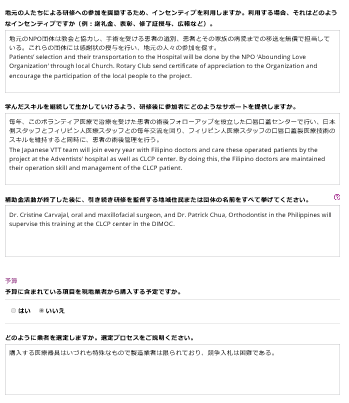 地元の人たちによる研修への参加を奨励するため、インセンティブを利用しますか。利用する場合、それはどのよう
なインセンティブですか（例：謝礼金、表彰、修了証授与、広報など）。
地元のNPO団体は教会と協力し、手術を受ける患者の選別、患者とその家族の病院までの移送を無償で担当して
いる。これらの団体には感謝状の授与を行い、地元の人々の参加を促す。
Patients' selection and their transportation to the Hospital will be done by the NPO 'Abounding Love
Organization' through local Church. Rotary Club send certificate of appreciation to the Organization and
encourage the participation of the local people to the project.
学んだスキルを継続して生かしていけるよう、研修後に参加者にどのようなサポートを提供しますか。
毎年、このボランティア医療で治療を受けた患者の術後フォローアップを設立した口唇口蓋センターで行い、日本
側スタッフとフィリピン人医療スタッフとの毎年交流を図り、フィリピン人医療スタッフの口唇口蓋裂医療技術の
スキルを維持すると同時に、患者の術後管理を行う。
The Japanese VTT team will join every year with Filipino doctors and care these operated patients by the
project at the Adventists' hospital as well as CLCP center. By doing this, the Filipino doctors are maintained
their operation skill and management of the CLCP patient.
補助金活動が終了した後に、引き続き研修を監督する地域住民または団体の名前をすべて挙げてください。
Dr. Cristine Carvajal, oral and maxillofacial surgeon, and Dr. Patrick Chua, Orthodontist in the Philippines will
supervise this training at the CLCP center in the DIMOC.
予算
予算に含まれている項目を現地業者から購入する予定ですか。
はい いいえ
どのように業者を選定しますか。選定プロセスをご説明ください。
購入する医療器具はいづれも特殊なもので製造業者は限られており、競争入札は困難である。